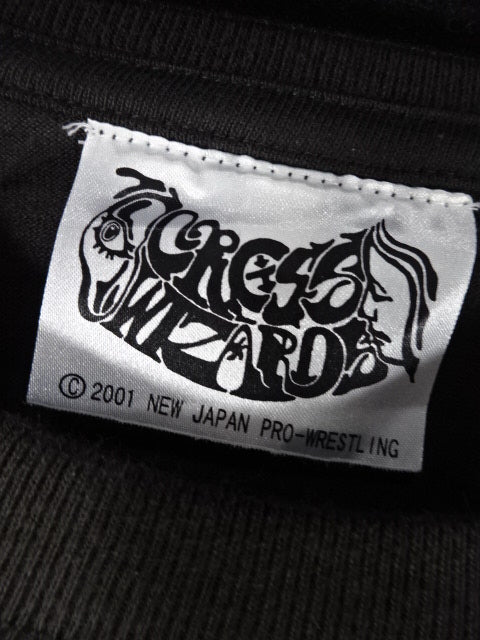 CROSS
WIZARDS
© 2001 NEW JAPAN PRO-WRESTLING